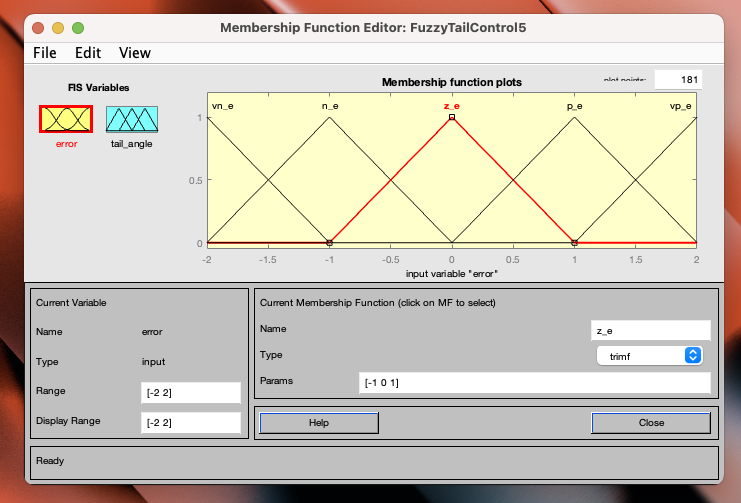 Membership Function Editor: FuzzyTailControl5
File Edit View
FIS Variables
error
tail_angle
Membership function plots
plot points:
181
vn_e n_e z_e p_e vp_e
1
0.5
0
-2 -1.5 -1 -0.5 0 0.5 1 1.5 2
input variable "error"
Current Variable
Name error
Type input
Range [-2 2]
Display Range [-2 2]
Current Membership Function (click on MF to select)
Name z_e
Type trimf
Params [-1 0 1]
Help Close
Ready